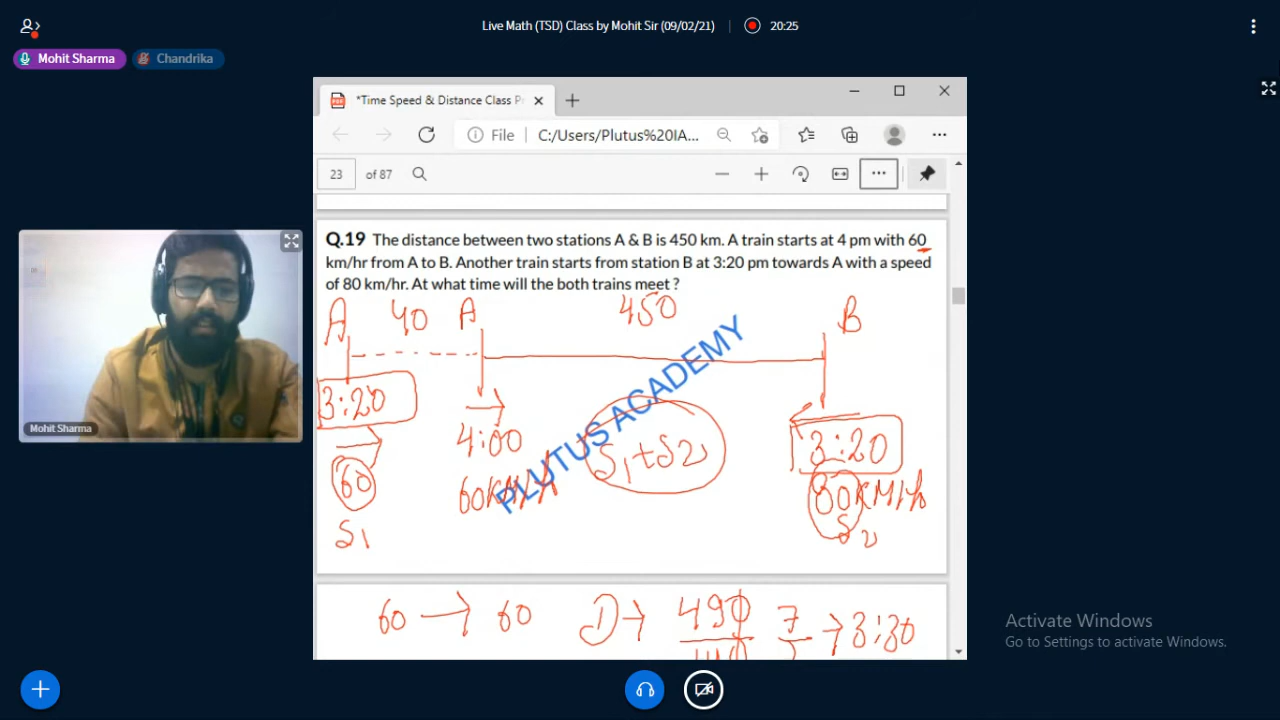 Live Math (TSD) Class by Mohit Sir (09/02/21) 20:25
Mohit Sharma Chandrika
*Time Speed & Distance Class Pr
File C:/Users/Plutus%20IA...
23 of 87
Q.19 The distance between two stations A & B is 450 km. A train starts at 4 pm with 60
km/hr from A to B. Another train starts from station B at 3:20 pm towards A with a speed
of 80 km/hr. At what time will the both trains meet ?
A 40 A 450 B
3:20 4:00 S1+S2 3:20
PLUTUS ACADEMY
60 60KM/h 80KM/h
S1 S2
60 → 60 D → 490 7 → 3:30
140 2
Mohit Sharma
Activate Windows
Go to Settings to activate Windows.